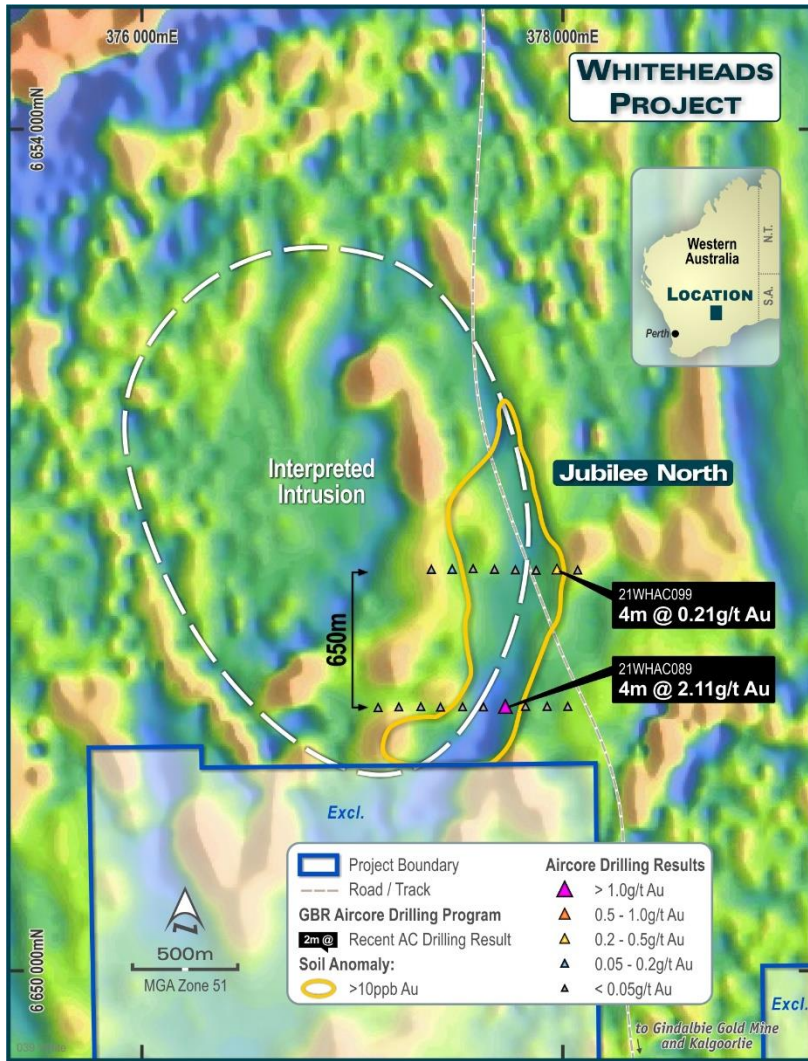 376 000mE
378 000mE
WHITEHEADS
PROJECT
6 654 000mN
Western
Australia
N.T.
S.A.
LOCATION
Perth
Interpreted
Intrusion
Jubilee North
650m
21WHAC099
4m @ 0.21g/t Au
21WHAC089
4m @ 2.11g/t Au
Excl.
Project Boundary
Road / Track
GBR Aircore Drilling Program
2m @
Recent AC Drilling Result
Soil Anomaly:
>10ppb Au
Aircore Drilling Results
> 1.0g/t Au
0.5 - 1.0g/t Au
0.2 - 0.5g/t Au
0.05 - 0.2g/t Au
< 0.05g/t Au
N
500m
MGA Zone 51
6 650 000mN
Excl.
to Gindalbie Gold Mine
and Kalgoorlie